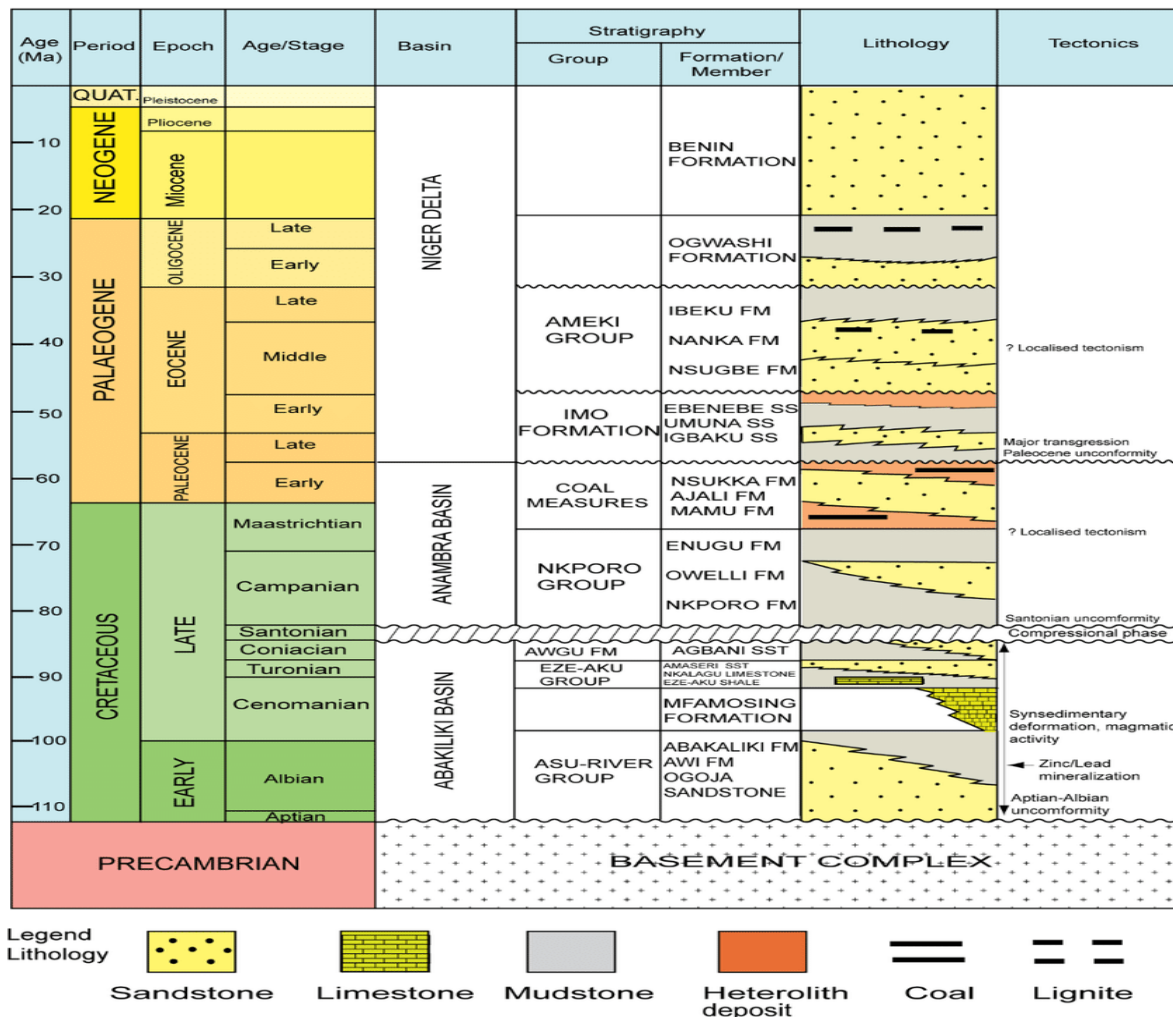 Age
(Ma)
Period
Epoch
Age/Stage
Basin
Stratigraphy
Group
Formation/
Member
Lithology
Tectonics
10
20
30
40
50
60
70
80
90
100
110
QUAT.
NEOGENE
PALAEOGENE
CRETACEOUS
PRECAMBRIAN
Pleistocene
Pliocene
Miocene
OLIGOCENE
EOCENE
PALEOCENE
LATE
EARLY
Late
Early
Late
Middle
Early
Late
Early
Maastrichtian
Campanian
Santonian
Coniacian
Turonian
Cenomanian
Albian
Aptian
NIGER DELTA
ANAMBRA BASIN
ABAKILIKI BASIN
BASEMENT COMPLEX
AMEKI
GROUP
IMO
FORMATION
COAL
MEASURES
NKPORO
GROUP
AWGU FM
EZE-AKU
GROUP
ASU-RIVER
GROUP
BENIN
FORMATION
OGWASHI
FORMATION
IBEKU FM
NANKA FM
NSUGBE FM
EBENEBE SS
UMUNA SS
IGBAKU SS
NSUKKA FM
AJALI FM
MAMU FM
ENUGU FM
OWELLI FM
NKPORO FM
AGBANI SST
AMASERI SST
NKALAGU LIMESTONE
EZE-AKU SHALE
MFAMOSING
FORMATION
ABAKALIKI FM
AWI FM
OGOJA
SANDSTONE
? Localised tectonism
Major transgression
Paleocene unconformity
? Localised tectonism
Santonian uncomformity
Compressional phase
Synsedimentary
deformation, magmatic
activity
Zinc/Lead
mineralization
Aptian-Albian
uncomformity
Legend
Lithology
Sandstone
Limestone
Mudstone
Heterolith
deposit
Coal
Lignite